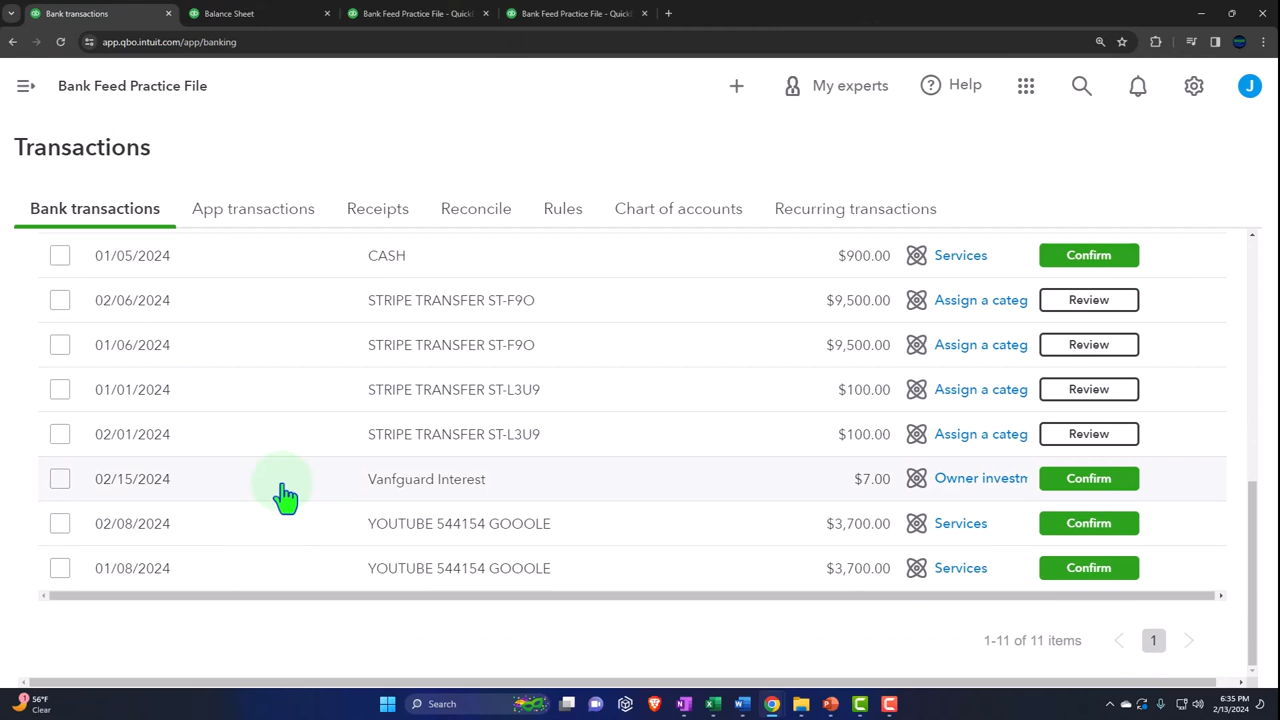 Bank transactions
Balance Sheet
Bank Feed Practice File - Quick
Bank Feed Practice File - Quick
app.qbo.intuit.com/app/banking
Bank Feed Practice File
My experts
Help
J
Transactions
Bank transactions
App transactions
Receipts
Reconcile
Rules
Chart of accounts
Recurring transactions
01/05/2024 CASH $900.00 Services Confirm
02/06/2024 STRIPE TRANSFER ST-F9O $9,500.00 Assign a categ Review
01/06/2024 STRIPE TRANSFER ST-F9O $9,500.00 Assign a categ Review
01/01/2024 STRIPE TRANSFER ST-L3U9 $100.00 Assign a categ Review
02/01/2024 STRIPE TRANSFER ST-L3U9 $100.00 Assign a categ Review
02/15/2024 Vanfguard Interest $7.00 Owner investm Confirm
02/08/2024 YOUTUBE 544154 GOOOLE $3,700.00 Services Confirm
01/08/2024 YOUTUBE 544154 GOOOLE $3,700.00 Services Confirm
1-11 of 11 items
1
1
56°F
Clear
Search
6:35 PM
2/13/2024